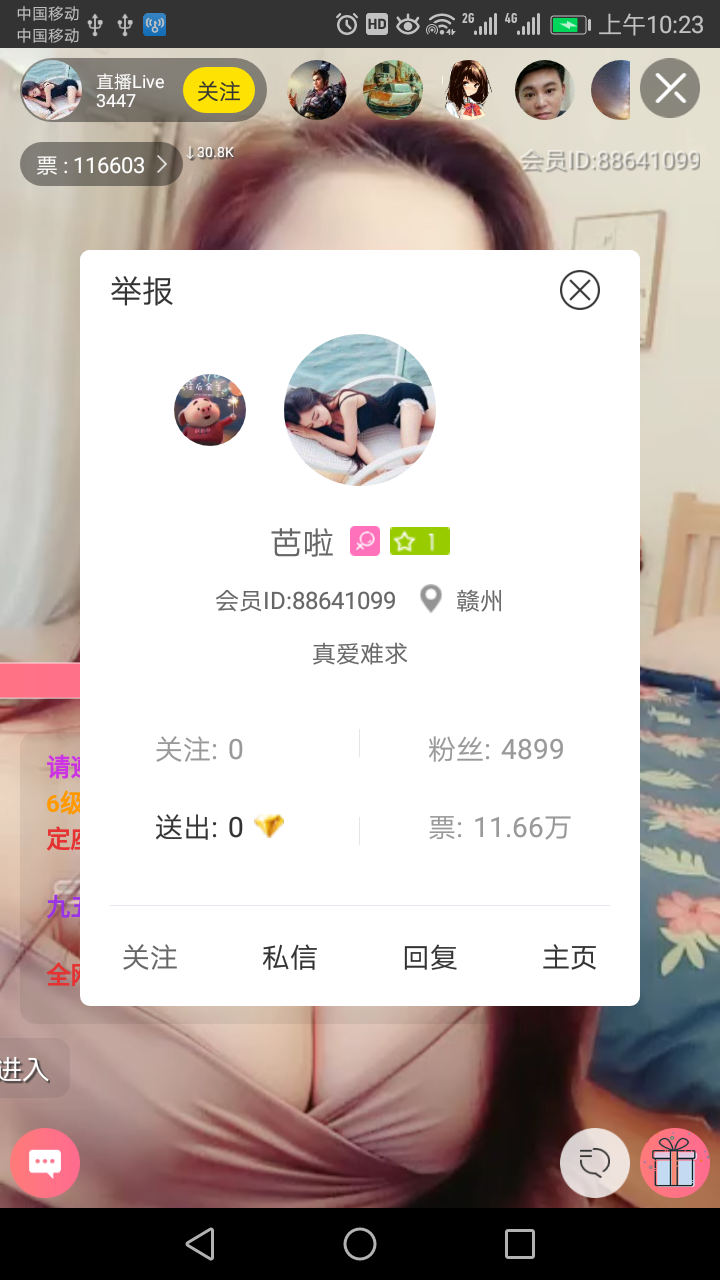 中国移动
中国移动
HD
2G
4G
上午10:23
直播Live
3447
关注
票 : 116603
↓30.8K
会员ID:88641099
举报
芭啦
1
会员ID:88641099
赣州
真爱难求
关注: 0
粉丝: 4899
送出: 0
票: 11.66万
关注
私信
回复
主页
6级
九五
全网
进入